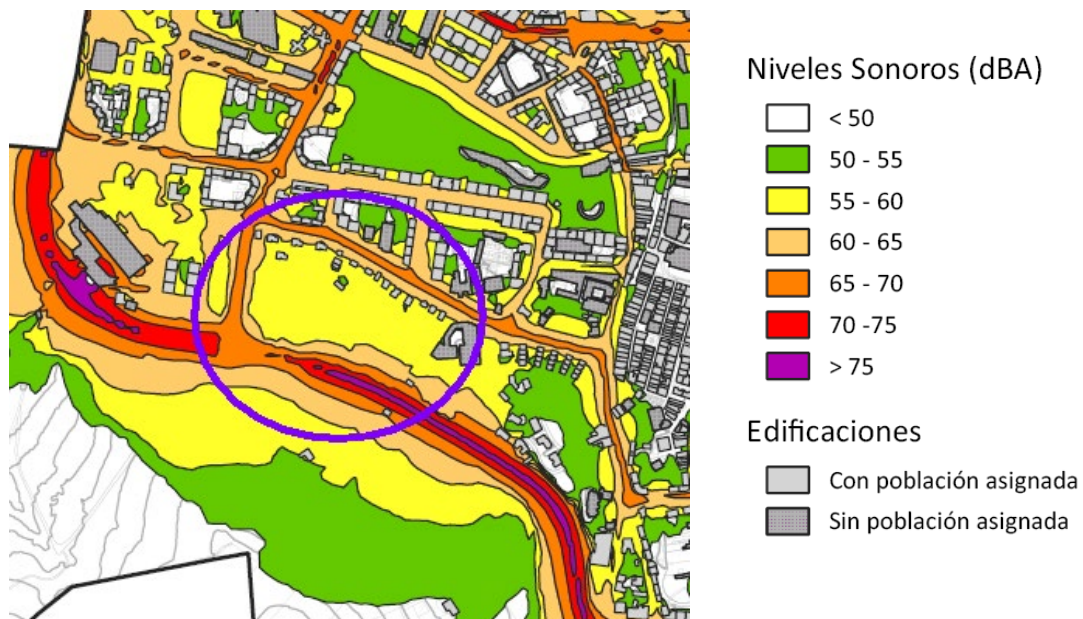 Niveles Sonoros (dBA)
< 50
50 - 55
55 - 60
60 - 65
65 - 70
70 -75
> 75
Edificaciones
Con población asignada
Sin población asignada